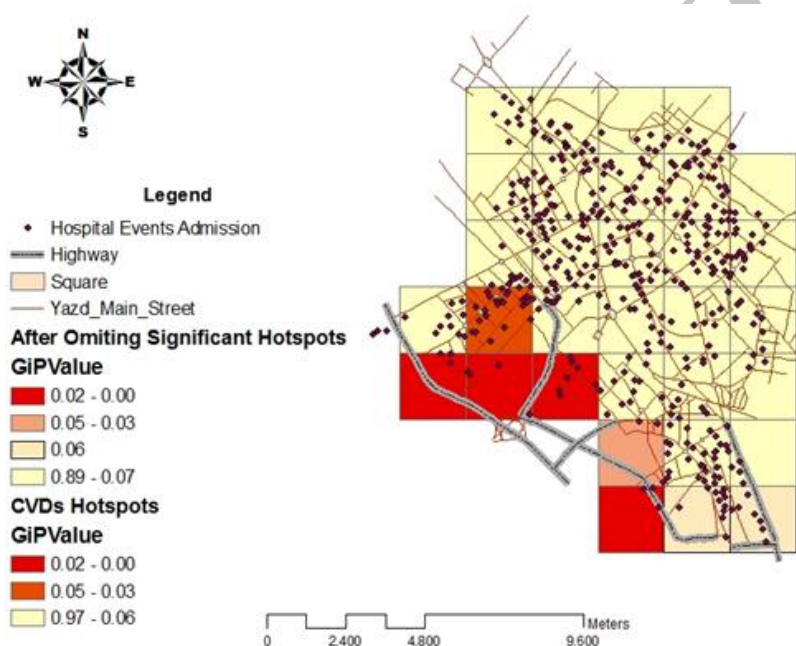 N
W E
S
Legend
Hospital Events Admission
Highway
Square
Yazd_Main_Street
After Omiting Significant Hotspots
GiPValue
0.02 - 0.00
0.05 - 0.03
0.06
0.89 - 0.07
CVDs Hotspots
GiPValue
0.02 - 0.00
0.05 - 0.03
0.97 - 0.06
Meters
0 2.400 4.800 9.600